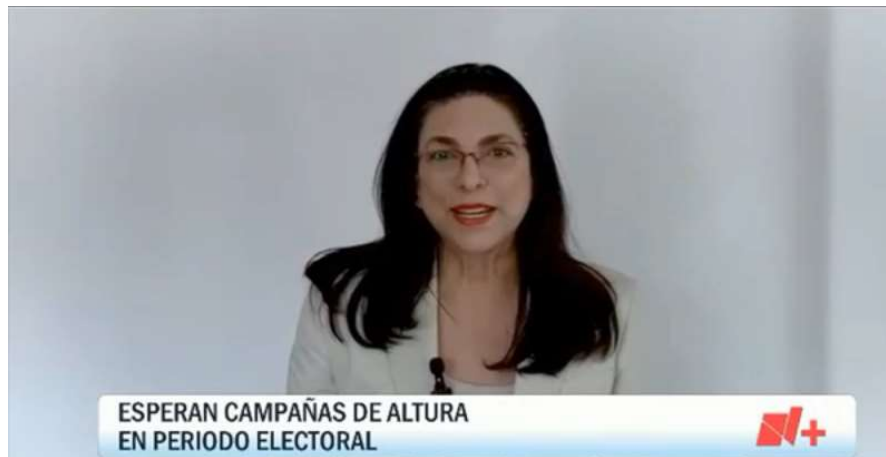 ESPERAN CAMPAÑAS DE ALTURA
EN PERIODO ELECTORAL
N+